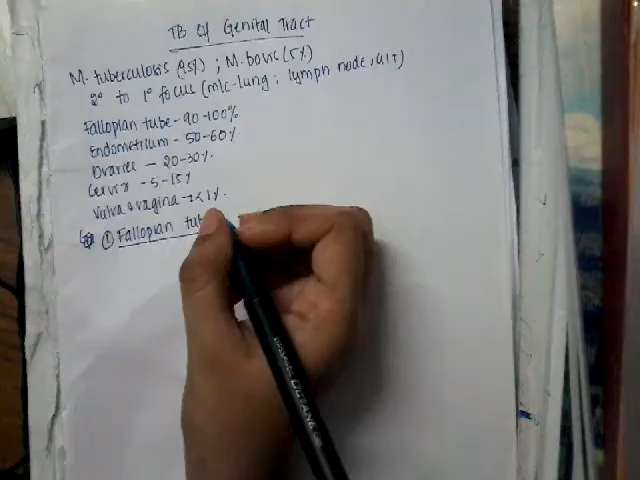 TB Of Genital Tract
M. tuberculosis (95%) ; M. bovis (5%)
2° to 1° focus (m/c - lung ; lymph node, GIT)
Fallopian tube - 90-100%
Endometrium - 50-60%
Ovaries - 20-30%
Cervix - 5-15%
Vulva & vagina - <1%
① Fallopian tub